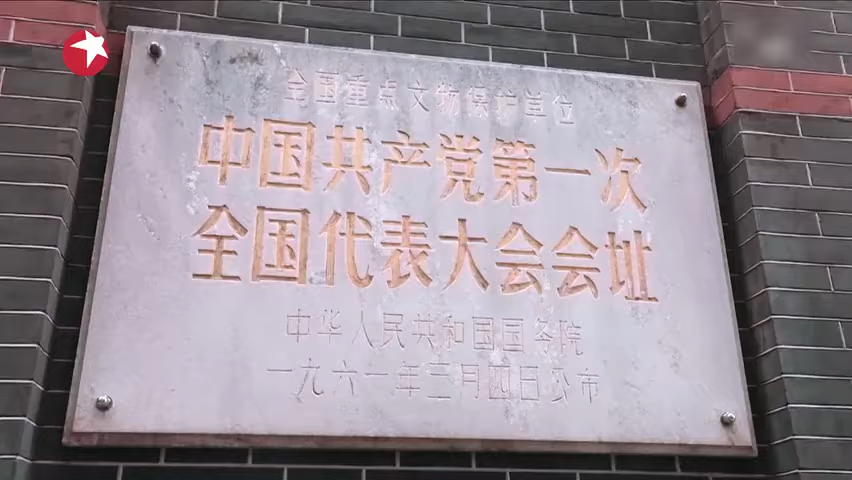 全国重点文物保护单位
中国共产党第一次
全国代表大会会址
中华人民共和国国务院
一九六一年三月四日公布